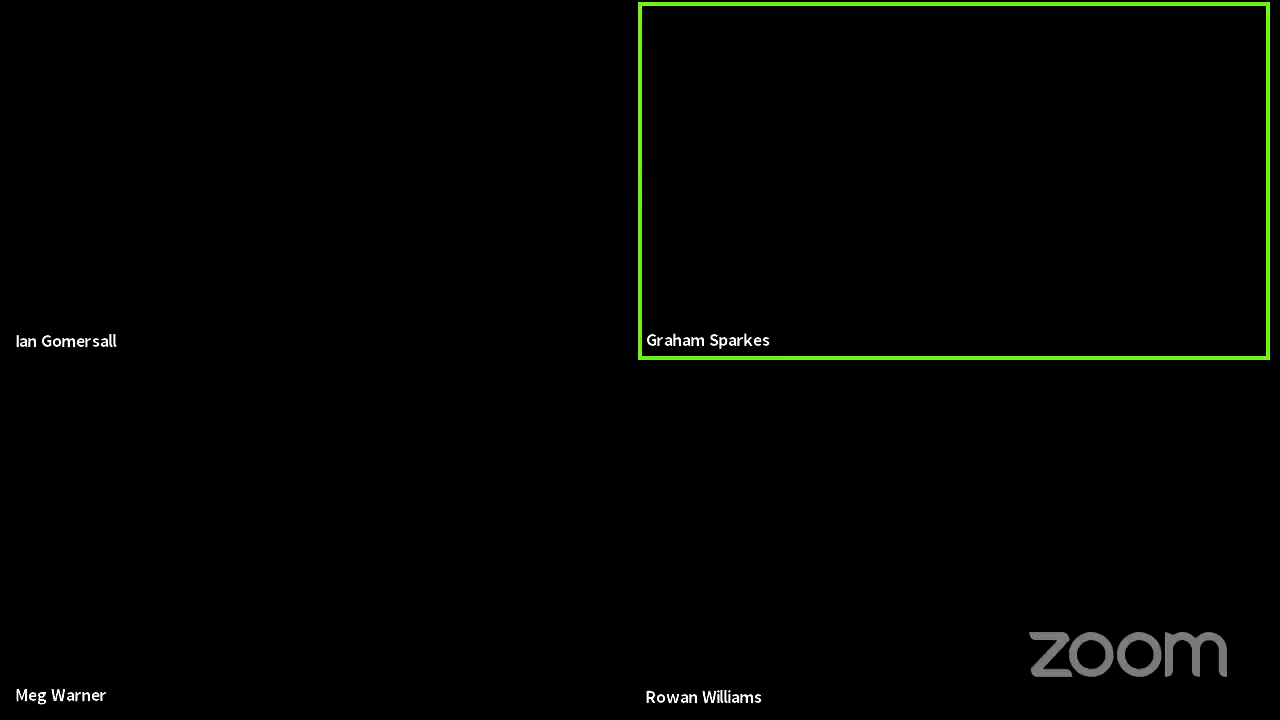 Ian Gomersall
Graham Sparkes
Meg Warner
Rowan Williams
zoom